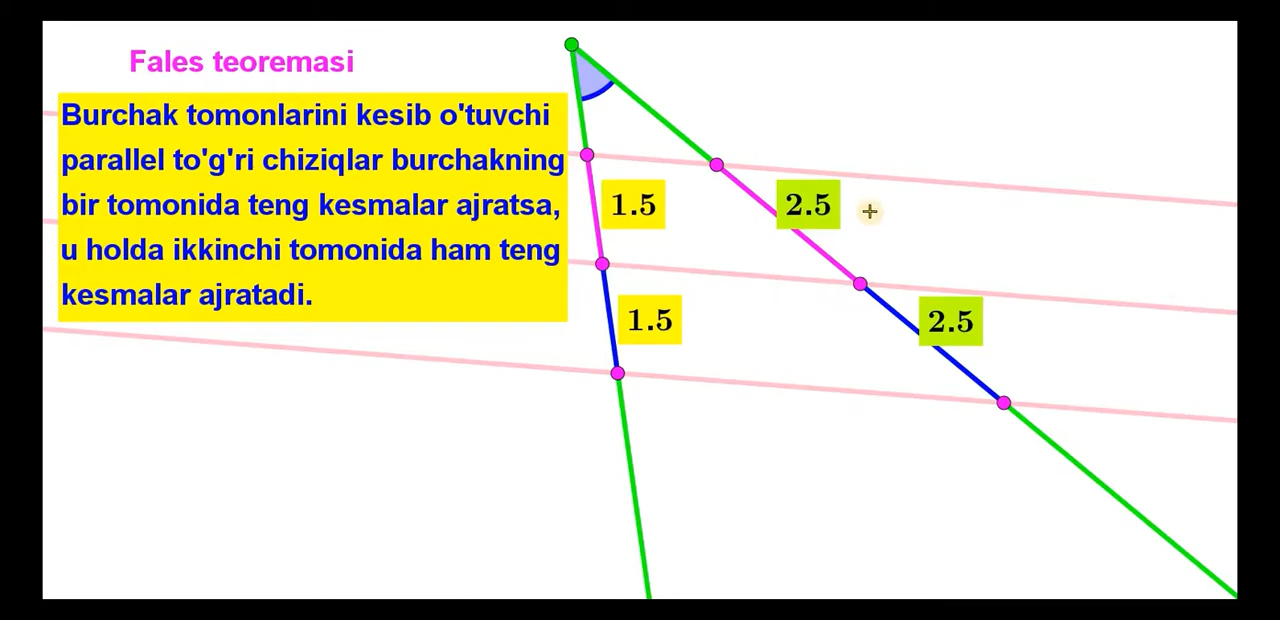 Fales teoremasi
Burchak tomonlarini kesib o'tuvchi
parallel to'g'ri chiziqlar burchakning
bir tomonida teng kesmalar ajratsa,
u holda ikkinchi tomonida ham teng
kesmalar ajratadi.
1.5
2.5
1.5
2.5